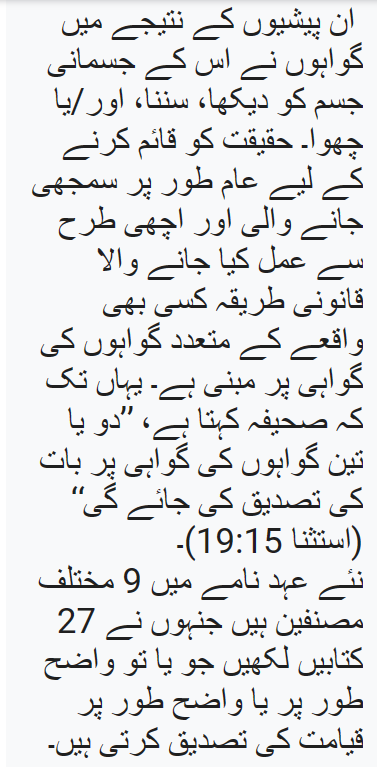 ان پیشیوں کے نتیجے میں
گواہوں نے اس کے جسمانی
جسم کو دیکھا، سننا، اور/یا
چھوا۔ حقیقت کو قائم کرنے
کے لیے عام طور پر سمجھی
جانے والی اور اچھی طرح
سے عمل کیا جانے والا
قانونی طریقہ کسی بھی
واقعے کے متعدد گواہوں کی
گواہی پر مبنی ہے۔ یہاں تک
کہ صحیفہ کہتا ہے، ”دو یا
تین گواہوں کی گواہی پر بات
کی تصدیق کی جائے گی“
(استثنا 19:15)۔
نئے عہد نامے میں 9 مختلف
مصنفین ہیں جنہوں نے 27
کتابیں لکھیں جو یا تو واضح
طور پر یا واضح طور پر
قیامت کی تصدیق کرتی ہیں۔